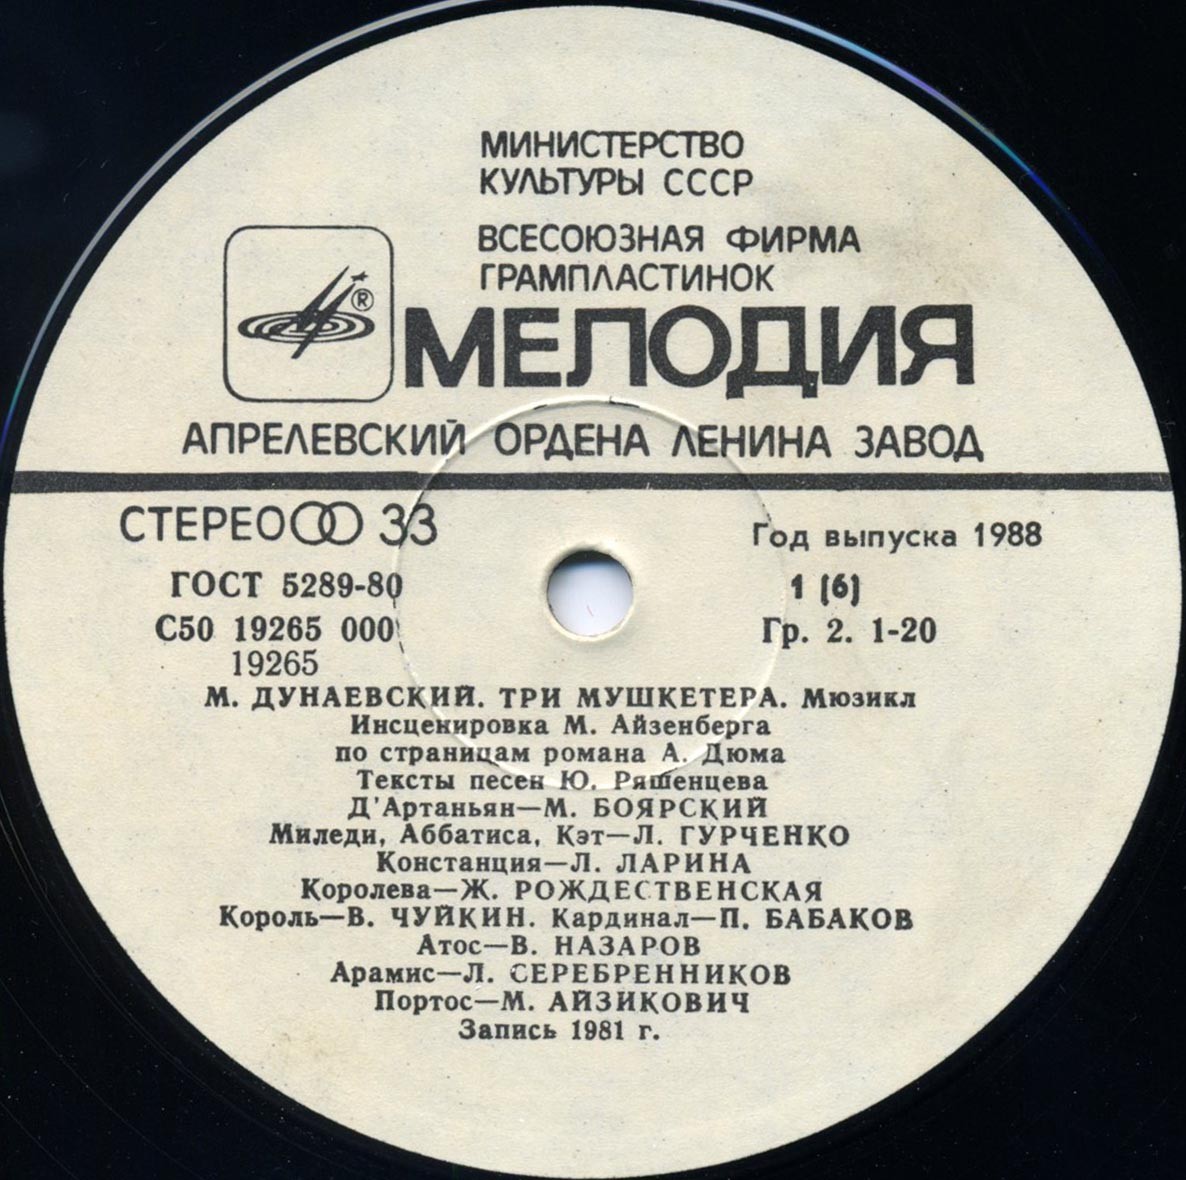 МИНИСТЕРСТВО
КУЛЬТУРЫ СССР
ВСЕСОЮЗНАЯ ФИРМА
ГРАМПЛАСТИНОК
®
МЕЛОДИЯ
АПРЕЛЕВСКИЙ ОРДЕНА ЛЕНИНА ЗАВОД
СТЕРЕО 33
Год выпуска 1988
ГОСТ 5289-80
1 (6)
С50 19265 000
Гр. 2. 1-20
19265
М. ДУНАЕВСКИЙ. ТРИ МУШКЕТЕРА. Мюзикл
Инсценировка М. Айзенберга
по страницам романа А. Дюма
Тексты песен Ю. Ряшенцева
Д'Артаньян—М. БОЯРСКИЙ
Миледи, Аббатиса, Кэт—Л. ГУРЧЕНКО
Констанция—Л. ЛАРИНА
Королева—Ж. РОЖДЕСТВЕНСКАЯ
Король—В. ЧУЙКИН. Кардинал—П. БАБАКОВ
Атос—В. НАЗАРОВ
Арамис—Л. СЕРЕБРЕННИКОВ
Портос—М. АЙЗИКОВИЧ
Запись 1981 г.